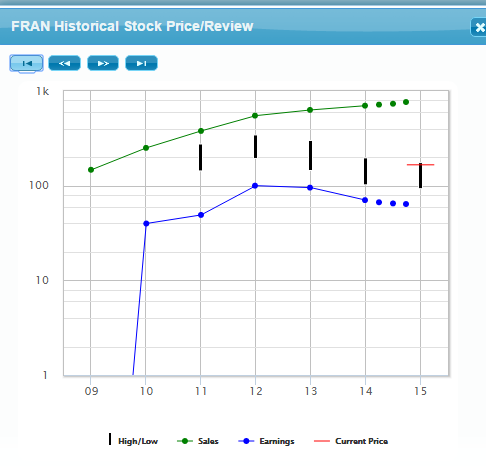 FRAN Historical Stock Price/Review
1k
100
10
1
09 10 11 12 13 14 15
High/Low Sales Earnings Current Price